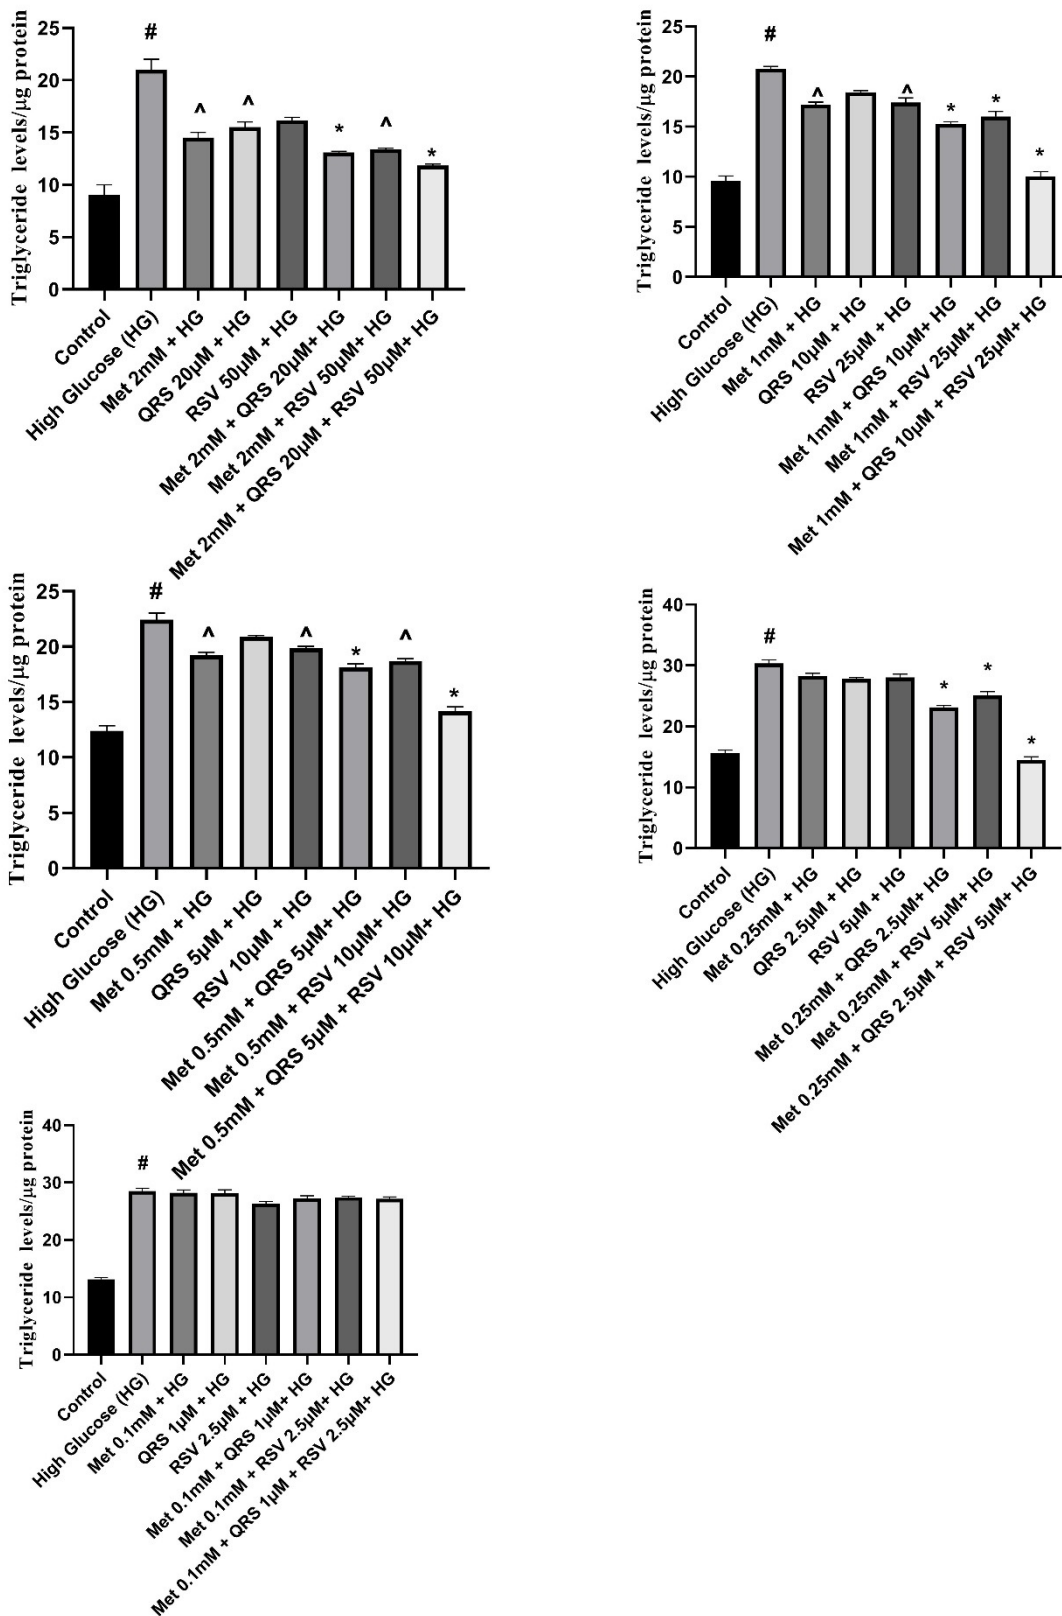 Triglyceride levels/µg protein
25
20
15
10
5
0
#
^
^
*
^
*
Control
High Glucose (HG)
Met 2mM + HG
QRS 20µM + HG
RSV 50µM + HG
Met 2mM + QRS 20µM+ HG
Met 2mM + RSV 50µM+ HG
Met 2mM + QRS 20µM + RSV 50µM+ HG
Triglyceride levels/µg protein
25
20
15
10
5
0
#
^
^
*
*
*
Control
High Glucose (HG)
Met 1mM + HG
QRS 10µM + HG
RSV 25µM + HG
Met 1mM + QRS 10µM+ HG
Met 1mM + RSV 25µM+ HG
Met 1mM + QRS 10µM + RSV 25µM+ HG
Triglyceride levels/µg protein
25
20
15
10
5
0
#
^
^
*
^
*
Control
High Glucose (HG)
Met 0.5mM + HG
QRS 5µM + HG
RSV 10µM + HG
Met 0.5mM + QRS 5µM+ HG
Met 0.5mM + RSV 10µM+ HG
Met 0.5mM + QRS 5µM + RSV 10µM+ HG
Triglyceride levels/µg protein
40
30
20
10
0
#
*
*
*
Control
High Glucose (HG)
Met 0.25mM + HG
QRS 2.5µM + HG
RSV 5µM + HG
Met 0.25mM + QRS 2.5µM+ HG
Met 0.25mM + RSV 5µM+ HG
Met 0.25mM + QRS 2.5µM + RSV 5µM+ HG
Triglyceride levels/µg protein
40
30
20
10
0
#
Control
High Glucose (HG)
Met 0.1mM + HG
QRS 1µM + HG
RSV 2.5µM + HG
Met 0.1mM + QRS 1µM+ HG
Met 0.1mM + RSV 2.5µM+ HG
Met 0.1mM + QRS 1µM + RSV 2.5µM+ HG